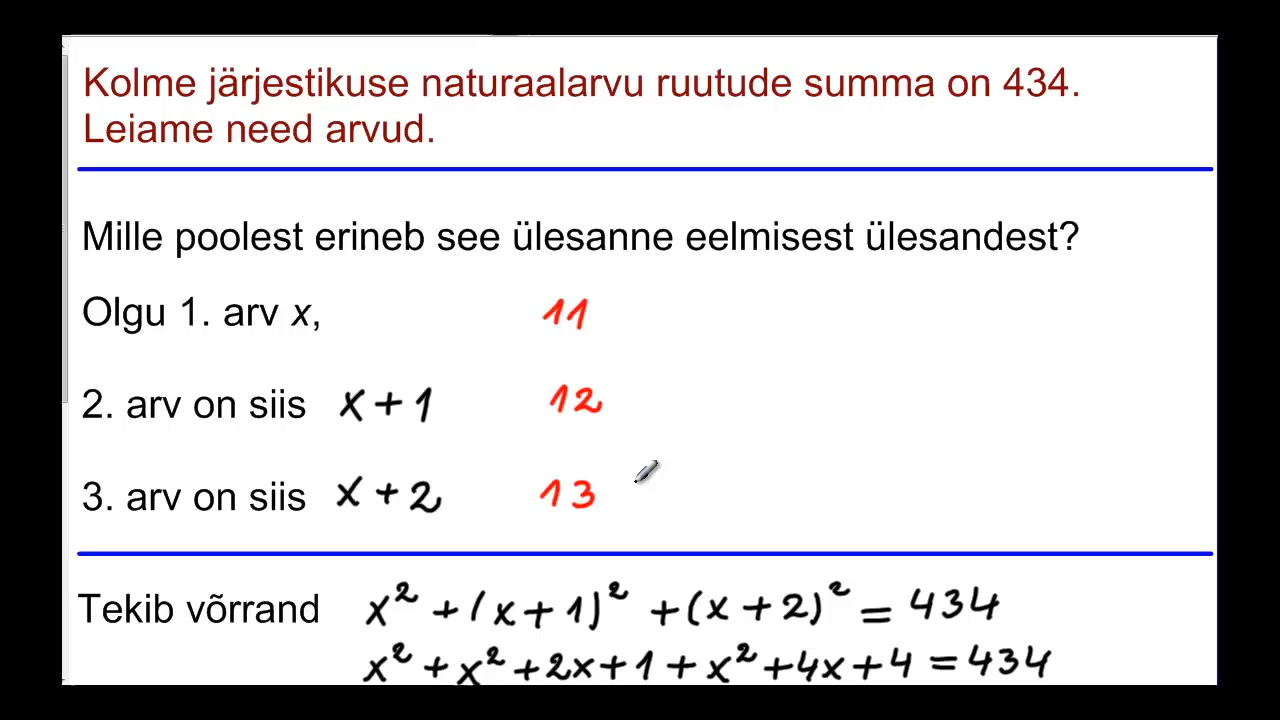 Kolme järjestikuse naturaalarvu ruutude summa on 434.
Leiame need arvud.
Mille poolest erineb see ülesanne eelmisest ülesandest?
Olgu 1. arv x, 11
2. arv on siis x + 1 12
3. arv on siis x + 2 13
Tekib võrrand x² + (x + 1)² + (x + 2)² = 434
x² + x² + 2x + 1 + x² + 4x + 4 = 434